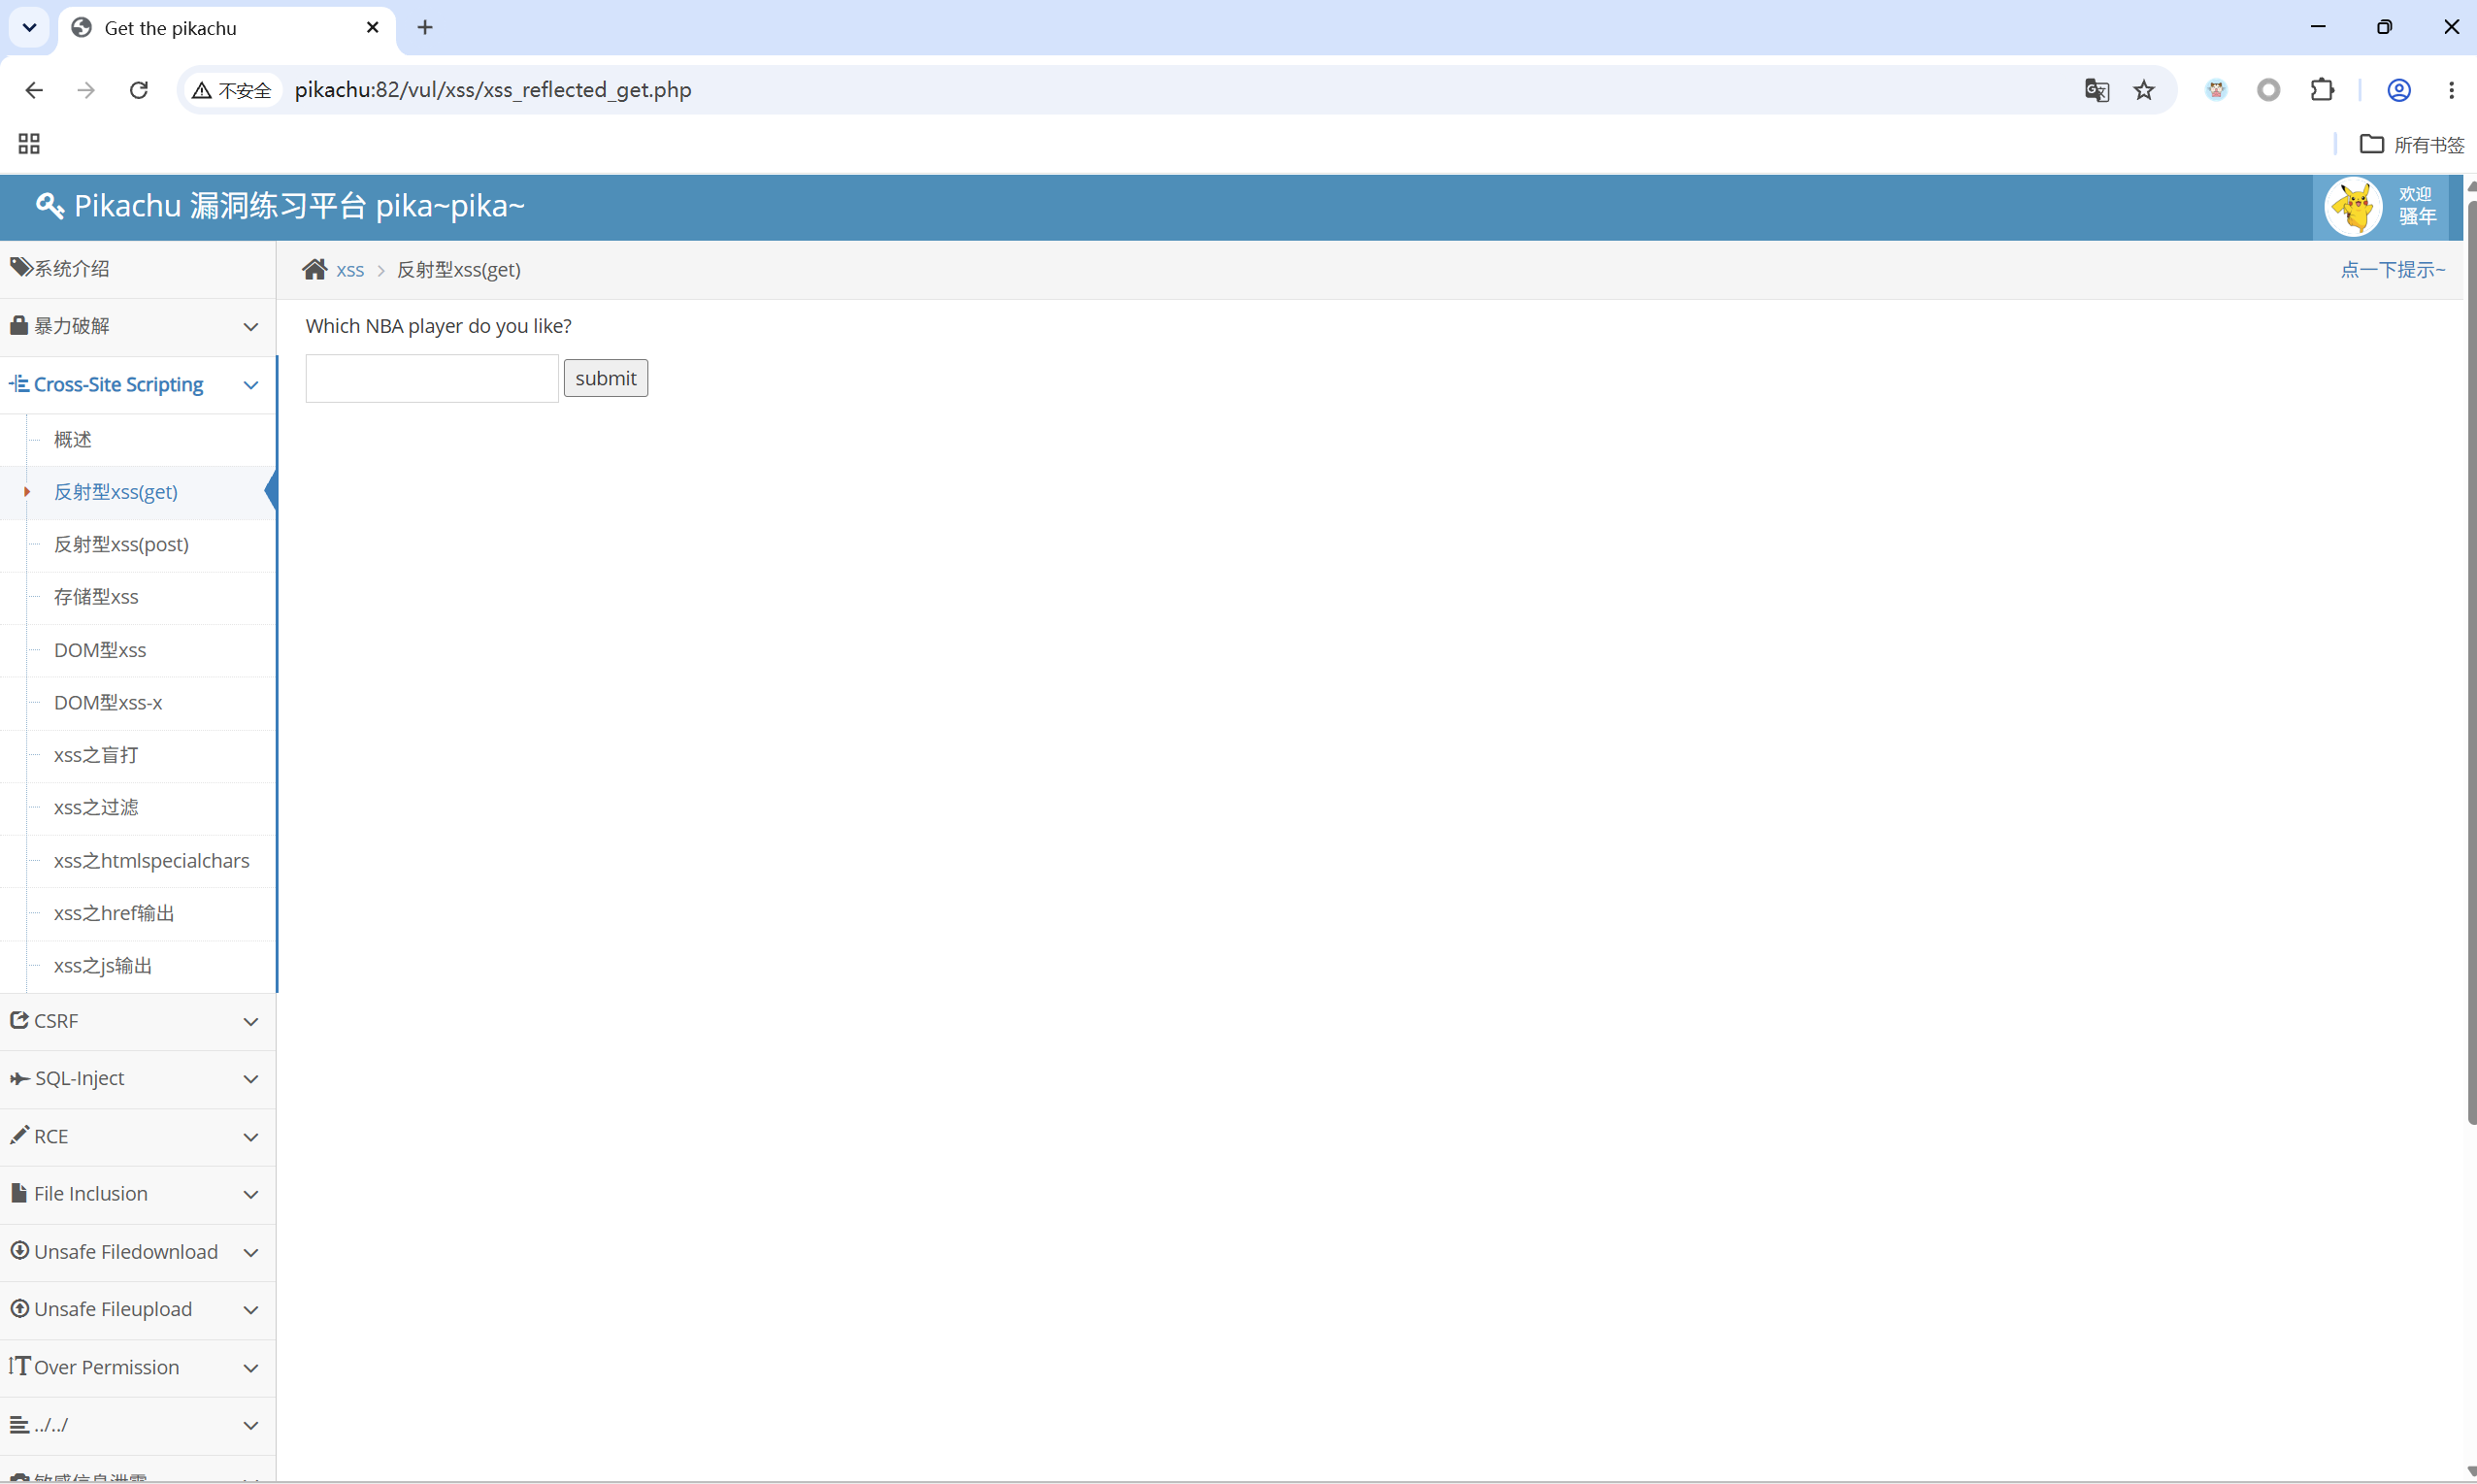 Get the pikachu
不安全
pikachu:82/vul/xss/xss_reflected_get.php
所有书签
Pikachu 漏洞练习平台 pika~pika~
欢迎
骚年
系统介绍
xss > 反射型xss(get)
点一下提示~
暴力破解
Which NBA player do you like?
submit
Cross-Site Scripting
概述
反射型xss(get)
反射型xss(post)
存储型xss
DOM型xss
DOM型xss-x
xss之盲打
xss之过滤
xss之htmlspecialchars
xss之href输出
xss之js输出
CSRF
SQL-Inject
RCE
File Inclusion
Unsafe Filedownload
Unsafe Fileupload
Over Permission
../../
敏感信息泄露